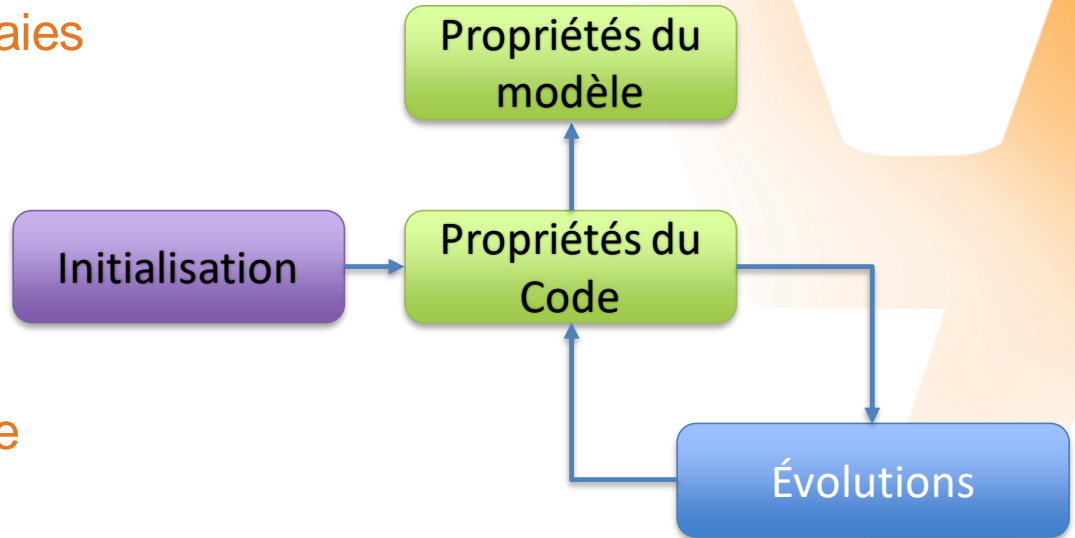 aies
Propriétés du
modèle
Initialisation
Propriétés du
Code
e
Évolutions